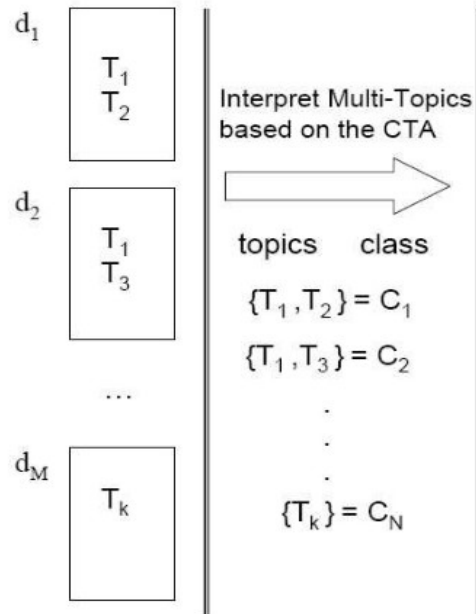 d1
T1
T2
d2
T1
T3
...
dM
Tk
Interpret Multi-Topics
based on the CTA
topics class
{T1 ,T2 } = C1
{T1 ,T3 } = C2
.
.
.
{Tk } = CN